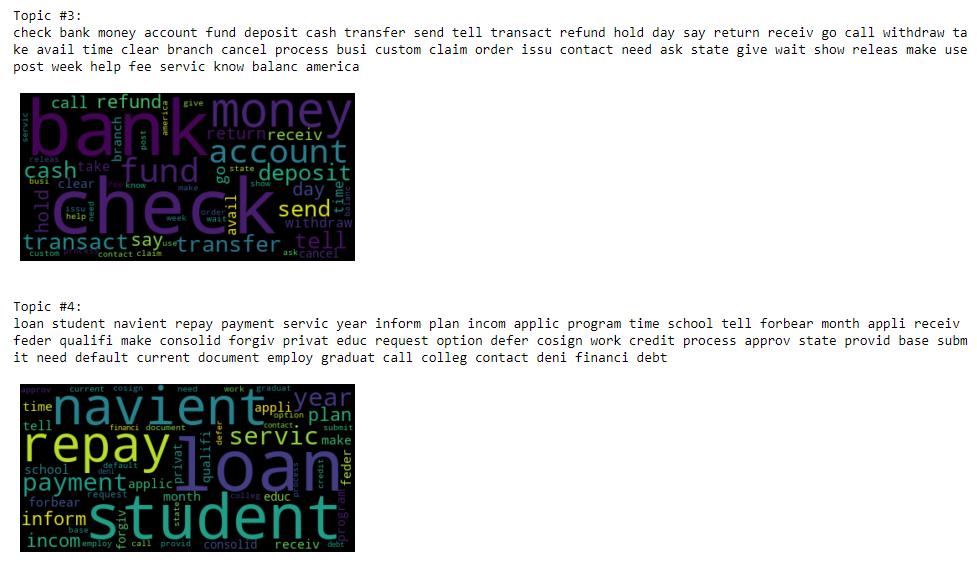 Topic #3:
check bank money account fund deposit cash transfer send tell transact refund hold day say return receiv go call withdraw ta
ke avail time clear branch cancel process busi custom claim order issu contact need ask state give wait show releas make use
post week help fee servic know balanc america
call refund give money
bank
servic america
branch post return receiv
account
releas
cash take fund go state deposit
busi clear fee know make show day time balanc
check
hold issu help need week order wait avail send withdraw
transact say use transfer tell
custom process contact claim ask cancel
Topic #4:
loan student navient repay payment servic year inform plan incom applic program time school tell forbear month appli receiv
feder qualifi make consolid forgiv privat educ request option defer cosign work credit process approv state provid base subm
it need default current document employ graduat call colleg contact deni financi debt
approv current cosign need work graduat
time navient appli year
option plan
tell financi document contact submit
repay defer servic make
school default deni privat qualifi loan process credit feder
payment applic
forbear request month colleg educ program
inform student state
base forgiv
incom employ call provid consolid receiv debt